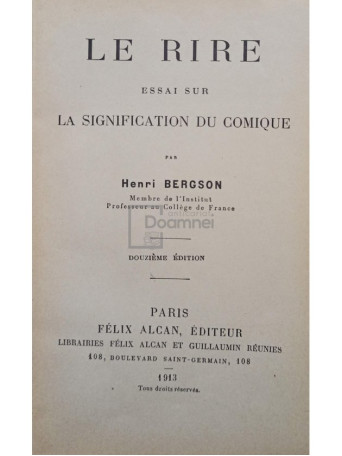 LE RIRE
ESSAI SUR
LA SIGNIFICATION DU COMIQUE
PAR
Henri BERGSON
Membre de l'Institut
Professeur au Collège de France
Doamnei
DOUZIÈME ÉDITION
PARIS
FÉLIX ALCAN, ÉDITEUR
LIBRAIRIES FÉLIX ALCAN ET GUILLAUMIN RÉUNIES
108, BOULEVARD SAINT-GERMAIN, 108
1913
Tous droits réservés.